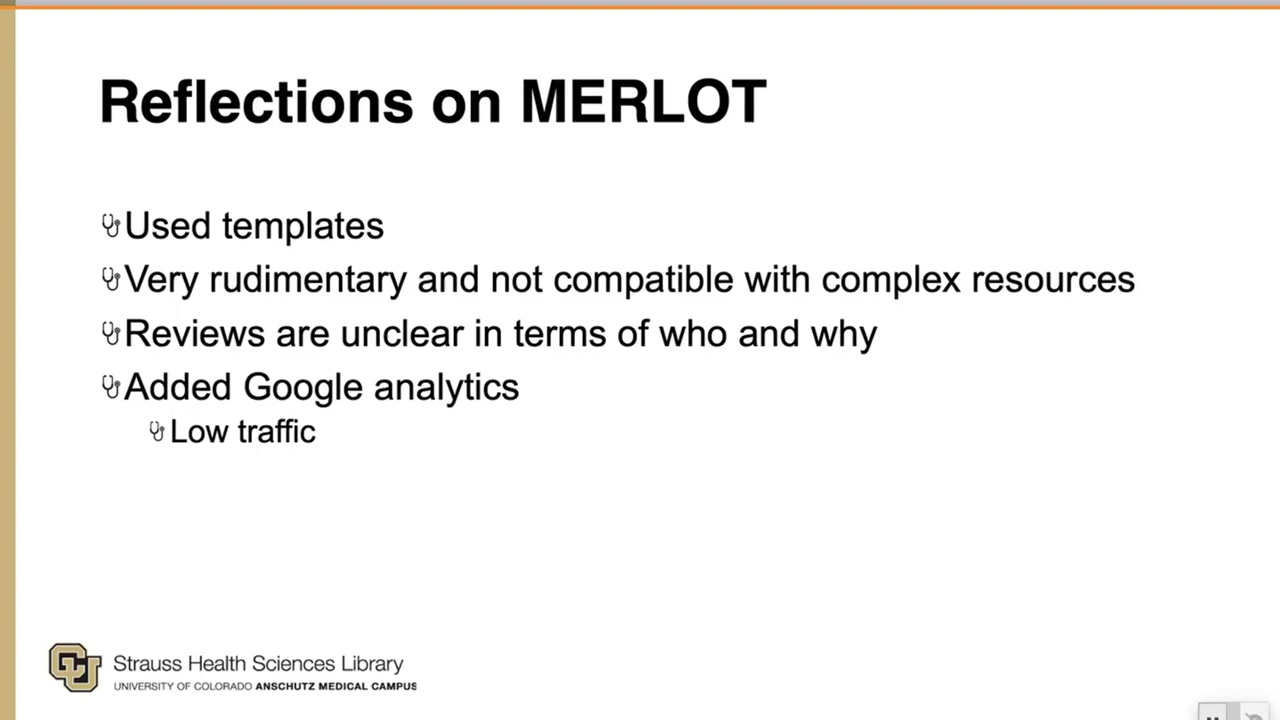 Reflections on MERLOT
Used templates
Very rudimentary and not compatible with complex resources
Reviews are unclear in terms of who and why
Added Google analytics
Low traffic
CU
Strauss Health Sciences Library
UNIVERSITY OF COLORADO ANSCHUTZ MEDICAL CAMPUS